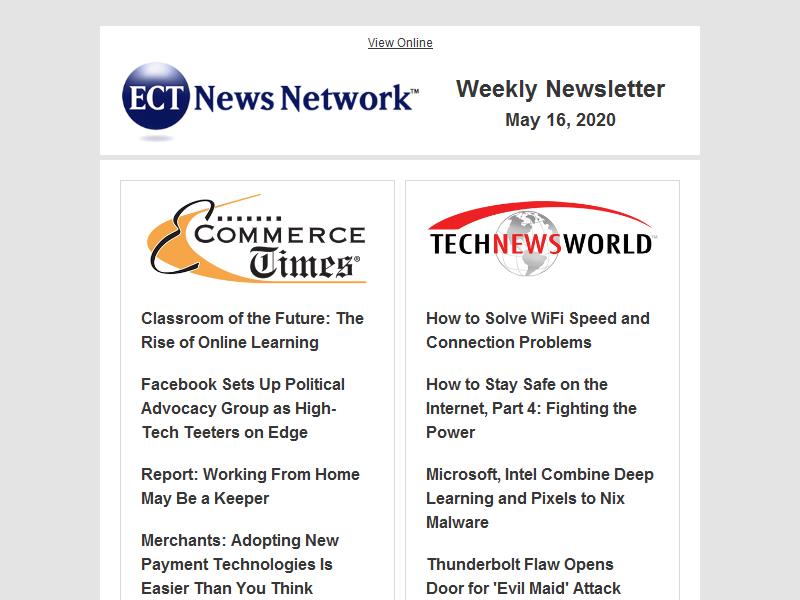 View Online
ECT News Network™
Weekly Newsletter
May 16, 2020
E COMMERCE
Times®
Classroom of the Future: The
Rise of Online Learning
Facebook Sets Up Political
Advocacy Group as High-
Tech Teeters on Edge
Report: Working From Home
May Be a Keeper
Merchants: Adopting New
Payment Technologies Is
Easier Than You Think
TECHNEWSWORLD™
How to Solve WiFi Speed and
Connection Problems
How to Stay Safe on the
Internet, Part 4: Fighting the
Power
Microsoft, Intel Combine Deep
Learning and Pixels to Nix
Malware
Thunderbolt Flaw Opens
Door for 'Evil Maid' Attack